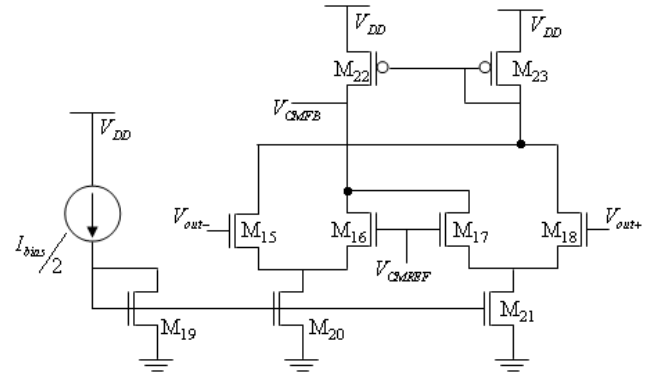 V_DD
V_DD
M22
M23
V_CMFB
V_DD
V_out-
M15
M16
M17
M18
V_out+
I_bias/2
V_CMREF
M19
M20
M21